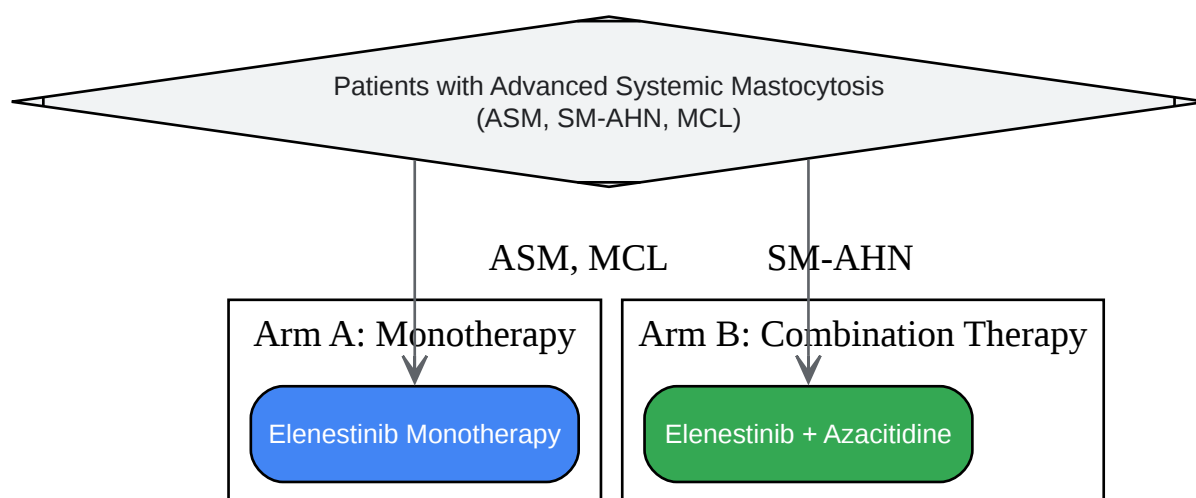 Patients with Advanced Systemic Mastocytosis
(ASM, SM-AHN, MCL)
ASM, MCL
SM-AHN
Arm A: Monotherapy
Arm B: Combination Therapy
Elenestinib Monotherapy
Elenestinib + Azacitidine